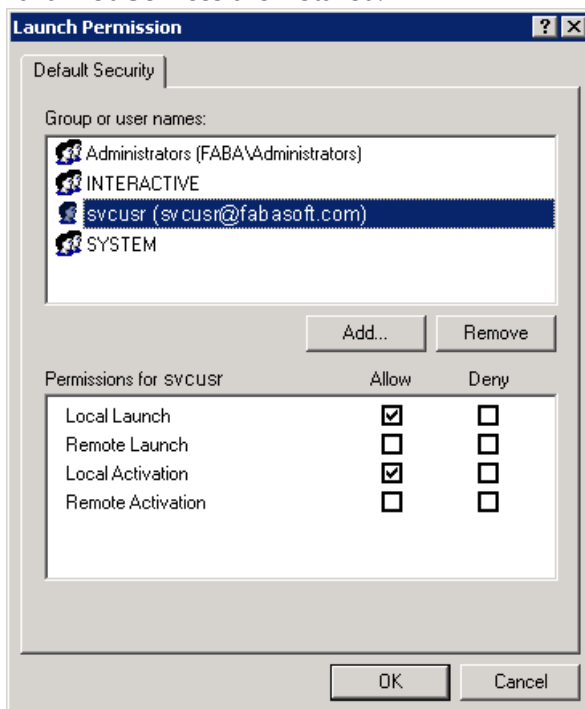 Launch Permission
Default Security
Group or user names:
Administrators (FABA\Administrators)
INTERACTIVE
svcusr (svcusr@fabasoft.com)
SYSTEM
Add... Remove
Permissions for svcusr Allow Deny
Local Launch
Remote Launch
Local Activation
Remote Activation
OK Cancel